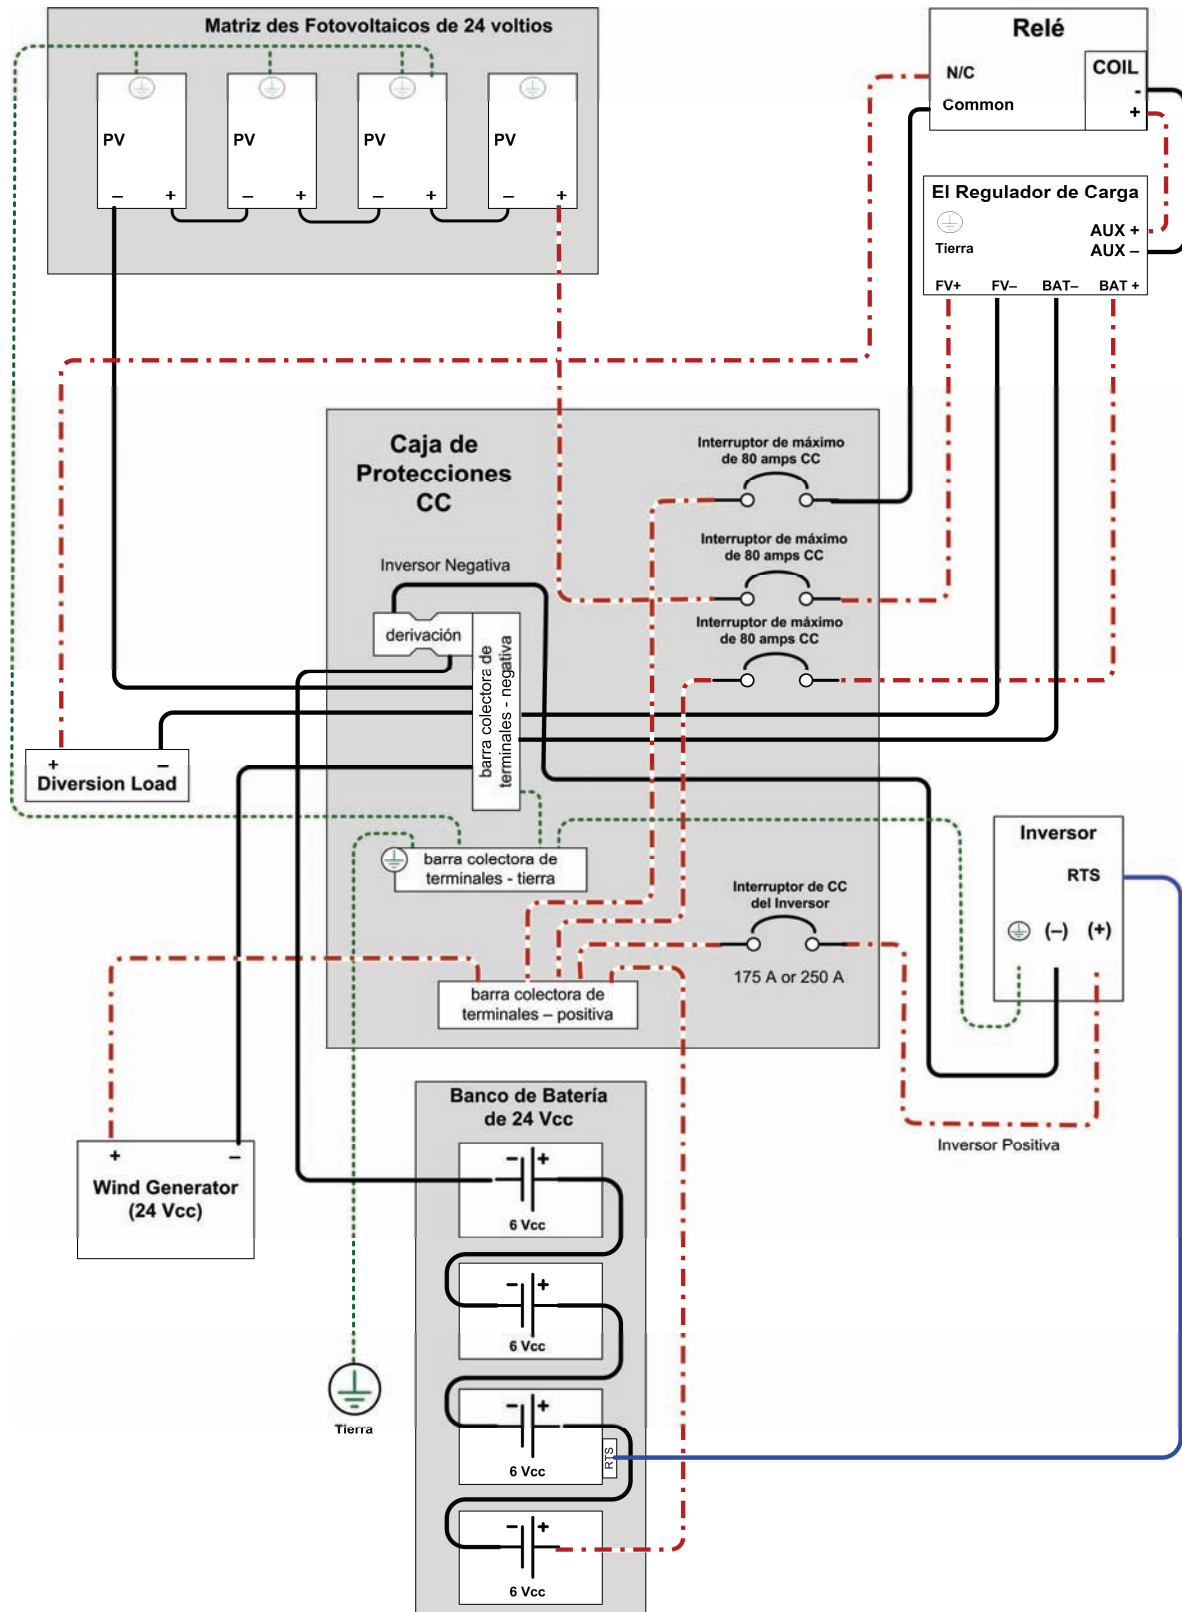 Matriz des Fotovoltaicos de 24 voltios
PV
PV
PV
PV
– +
– +
– +
– +
Relé
N/C
COIL
Common
-
+
El Regulador de Carga
Tierra
AUX +
AUX –
FV+ FV– BAT– BAT +
Caja de
Protecciones
CC
Interruptor de máximo
de 80 amps CC
Interruptor de máximo
de 80 amps CC
Interruptor de máximo
de 80 amps CC
Inversor Negativa
derivación
barra colectora de
terminales - negativa
+ –
Diversion Load
barra colectora de
terminales - tierra
Interruptor de CC
del Inversor
175 A or 250 A
barra colectora de
terminales – positiva
Inversor
RTS
(–) (+)
Inversor Positiva
+ –
Wind Generator
(24 Vcc)
Banco de Batería
de 24 Vcc
– +
6 Vcc
– +
6 Vcc
– +
6 Vcc
RTS
– +
6 Vcc
Tierra